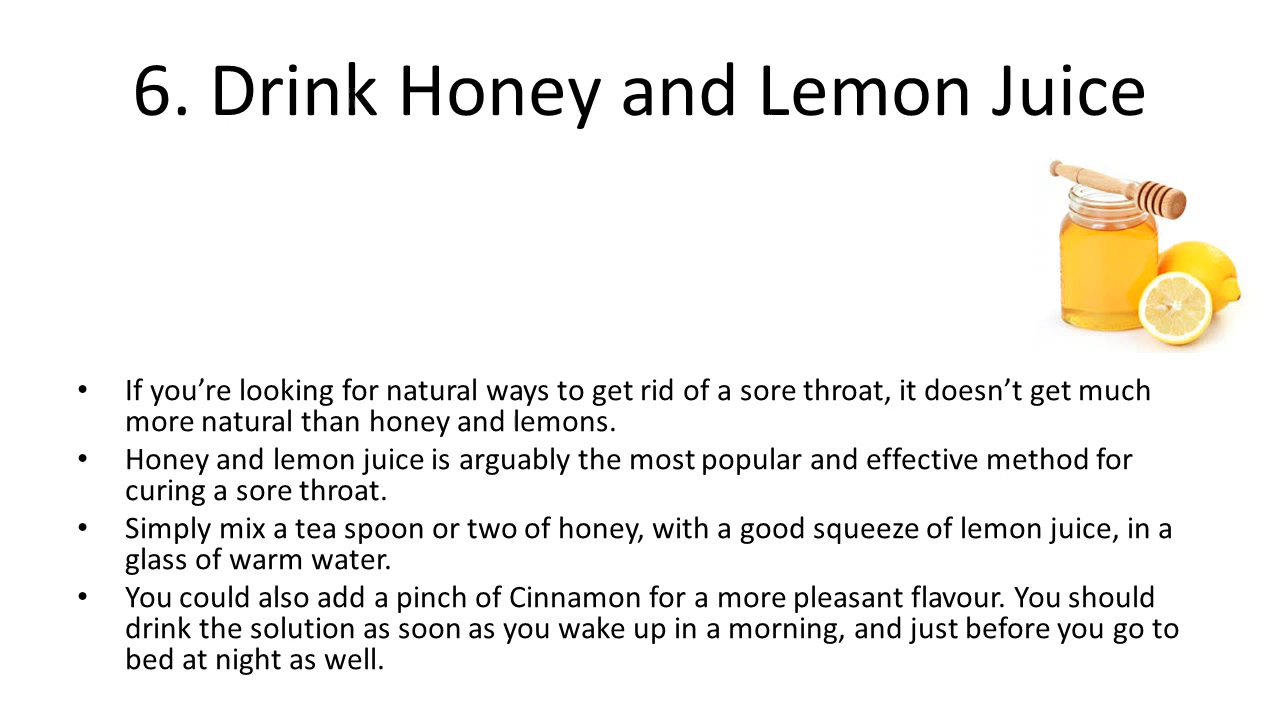 6. Drink Honey and Lemon Juice
• If you’re looking for natural ways to get rid of a sore throat, it doesn’t get much
more natural than honey and lemons.
• Honey and lemon juice is arguably the most popular and effective method for
curing a sore throat.
• Simply mix a tea spoon or two of honey, with a good squeeze of lemon juice, in a
glass of warm water.
• You could also add a pinch of Cinnamon for a more pleasant flavour. You should
drink the solution as soon as you wake up in a morning, and just before you go to
bed at night as well.